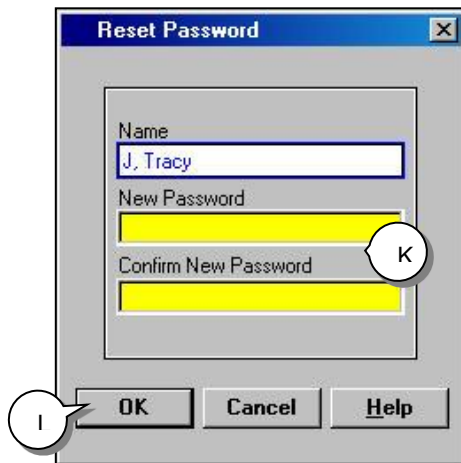 Reset Password
Name
J, Tracy
New Password
K
Confirm New Password
OK Cancel Help